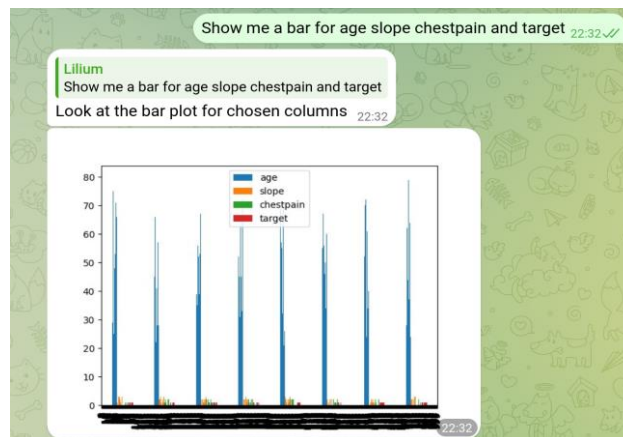 Show me a bar for age slope chestpain and target 22:32
Lilium
Show me a bar for age slope chestpain and target
Look at the bar plot for chosen columns 22:32
80
70
60
50
40
30
20
10
0
age
slope
chestpain
target
22:32